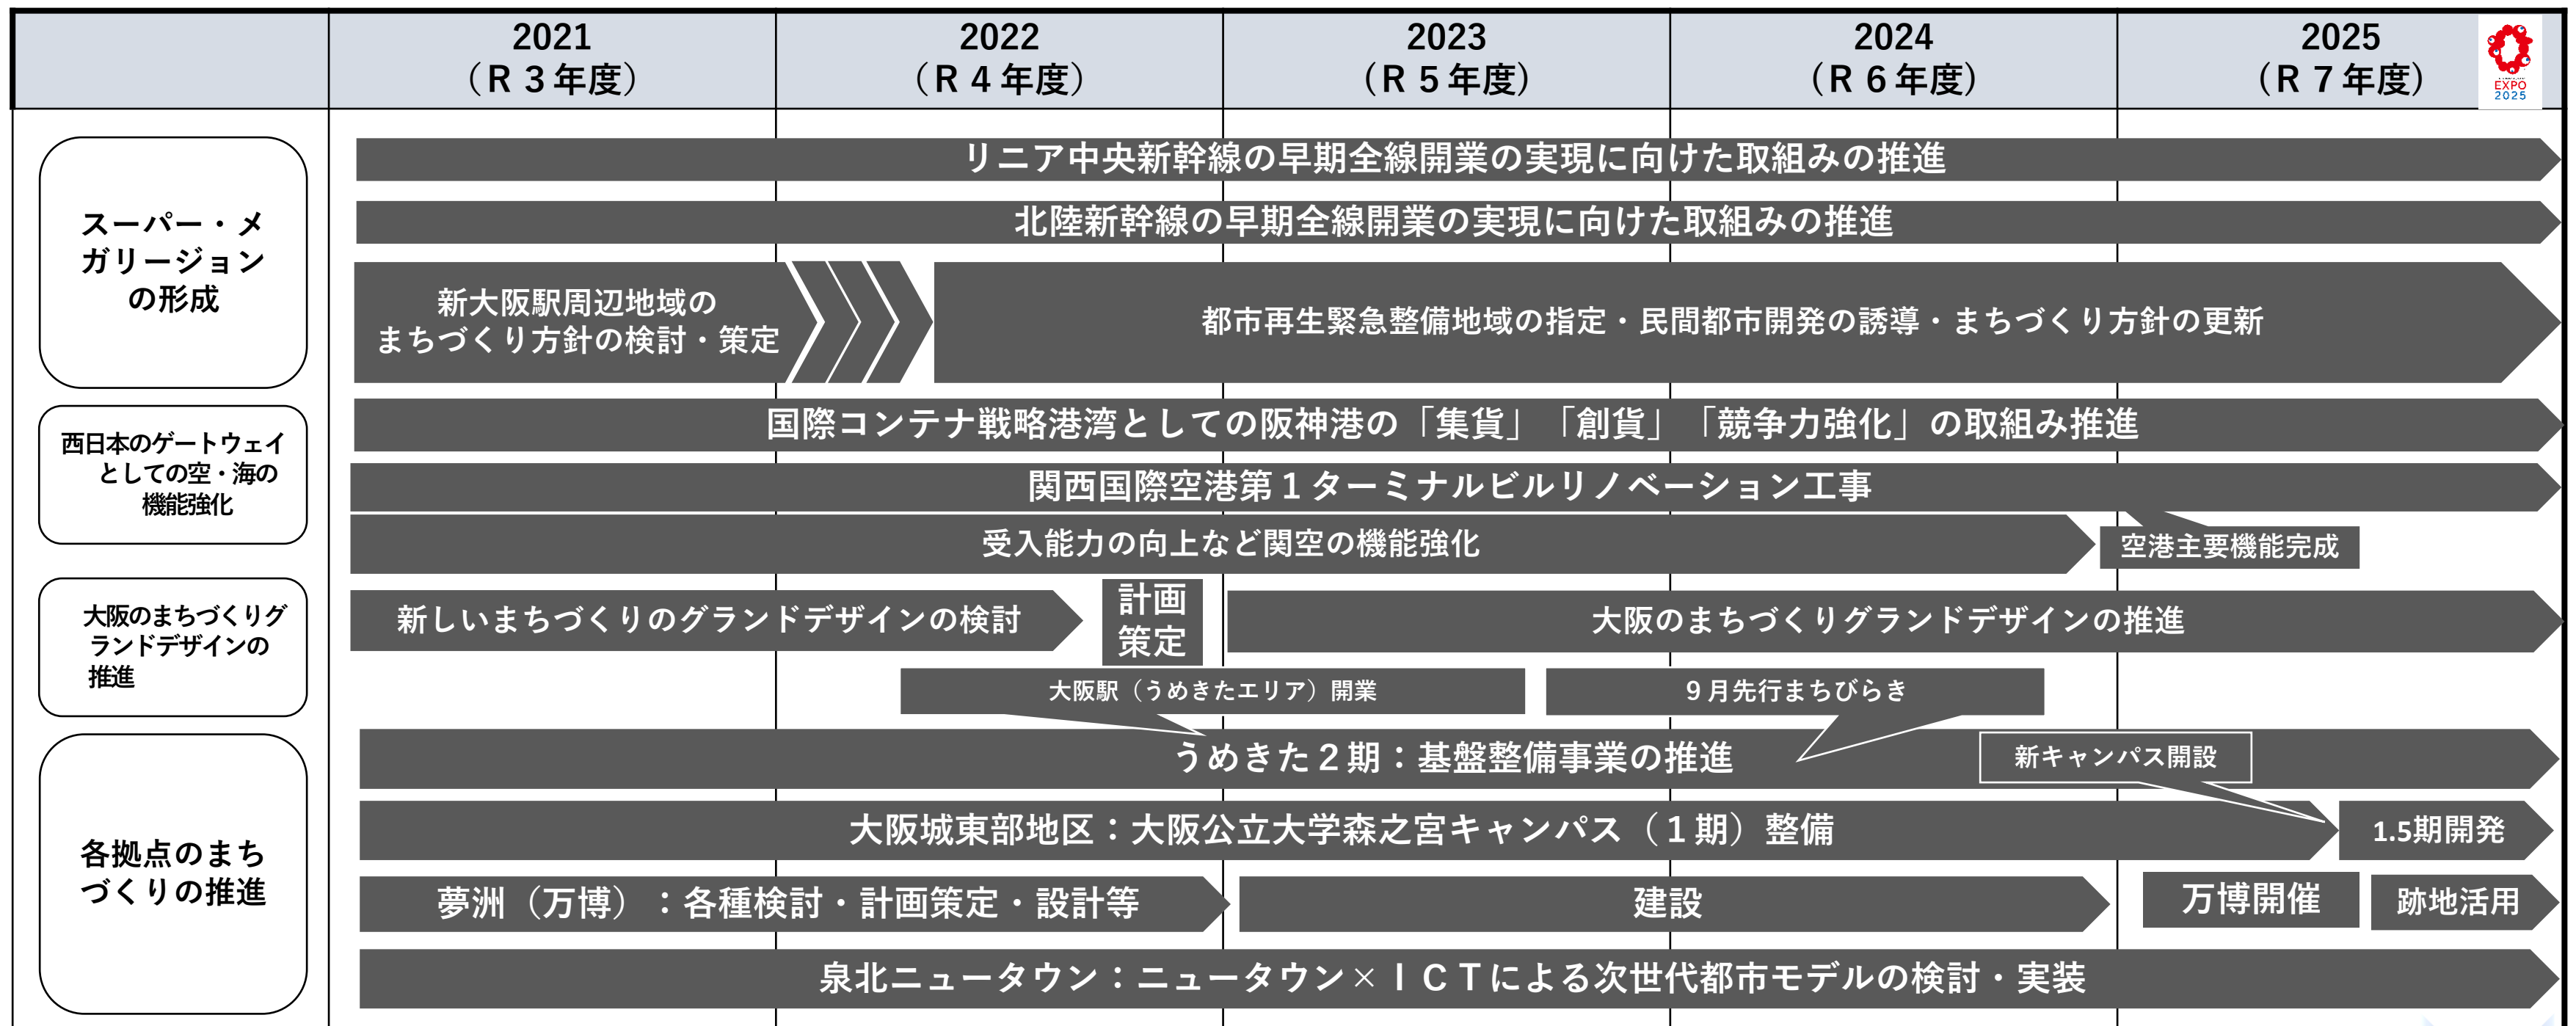 2021
（Ｒ３年度）
2022
（Ｒ４年度）
2023
（Ｒ５年度）
2024
（Ｒ６年度）
2025
（Ｒ７年度）
EXPO
2025
スーパー・メ
ガリージョン
の形成
リニア中央新幹線の早期全線開業の実現に向けた取組みの推進
北陸新幹線の早期全線開業の実現に向けた取組みの推進
新大阪駅周辺地域の
まちづくり方針の検討・策定
都市再生緊急整備地域の指定・民間都市開発の誘導・まちづくり方針の更新
西日本のゲートウェイ
としての空・海の
機能強化
国際コンテナ戦略港湾としての阪神港の「集貨」「創貨」「競争力強化」の取組み推進
関西国際空港第１ターミナルビルリノベーション工事
受入能力の向上など関空の機能強化
空港主要機能完成
大阪のまちづくりグ
ランドデザインの
推進
新しいまちづくりのグランドデザインの検討
計画
策定
大阪のまちづくりグランドデザインの推進
大阪駅（うめきたエリア）開業
９月先行まちびらき
各拠点のまち
づくりの推進
うめきた２期：基盤整備事業の推進
新キャンパス開設
大阪城東部地区：大阪公立大学森之宮キャンパス（１期）整備
1.5期開発
夢洲（万博）：各種検討・計画策定・設計等
建設
万博開催
跡地活用
泉北ニュータウン：ニュータウン×ＩＣＴによる次世代都市モデルの検討・実装